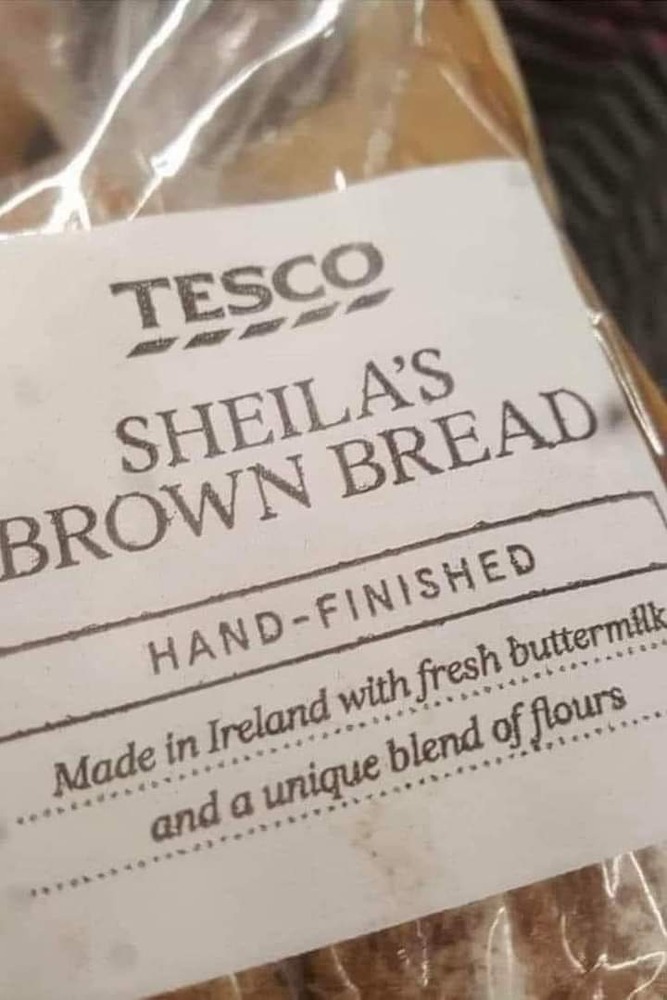 TESCO
SHEILA'S
BROWN BREAD
HAND-FINISHED
Made in Ireland with fresh buttermilk
and a unique blend of flours